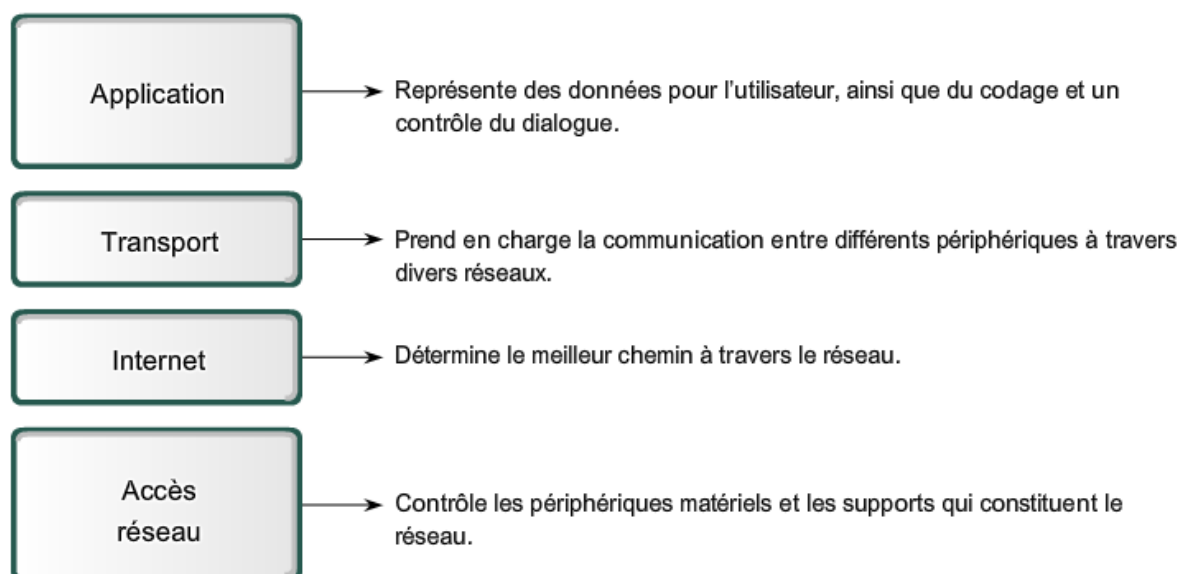 Application
Représente des données pour l'utilisateur, ainsi que du codage et un
contrôle du dialogue.
Transport
Prend en charge la communication entre différents périphériques à travers
divers réseaux.
Internet
Détermine le meilleur chemin à travers le réseau.
Accès
réseau
Contrôle les périphériques matériels et les supports qui constituent le
réseau.